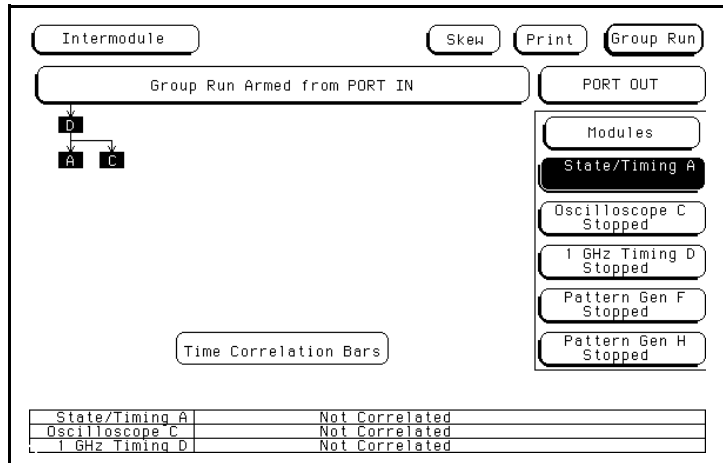 Intermodule Skew Print Group Run
Group Run Armed from PORT IN PORT OUT
D
A C
Modules
State/Timing A
Oscilloscope C
Stopped
1 GHz Timing D
Stopped
Pattern Gen F
Stopped
Pattern Gen H
Stopped
Time Correlation Bars
State/Timing A Not Correlated
Oscilloscope C Not Correlated
1 GHz Timing D Not Correlated